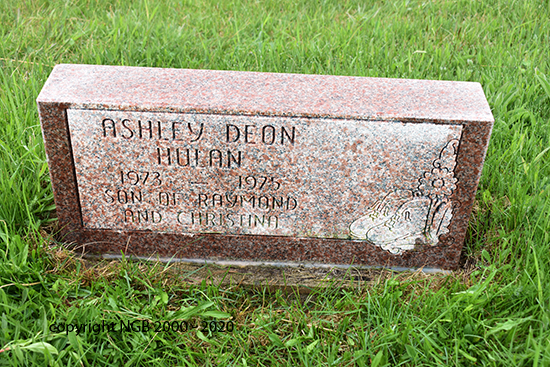 ASHLEY DEON
HULAN
1973 — 1975
SON OF RAYMOND
AND CHRISTINA
copyright NGB 2000 - 2020